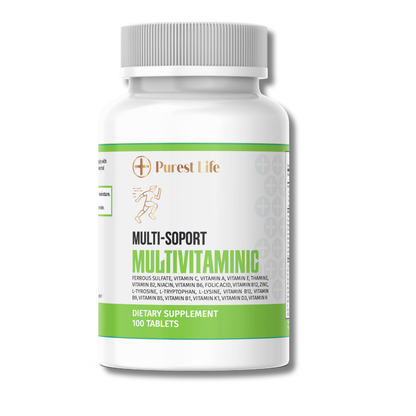 Purest Life
MULTI-SOPORT
MULTIVITAMINIC
FERROUS SULFATE, VITAMIN C, VITAMIN A, VITAMIN E, THAMINE,
VITAMIN B2, NIACIN, VITAMIN B6, FOLIC ACID, VITAMIN B12, ZINC,
L-TYROSINE, L-TRYPTOPHAN, L-LYSINE, VITAMIN B12, VITAMIN
B9, VITAMIN B5, VITAMIN B1, VITAMIN K1, VITAMIN D3, VITAMIN H
DIETARY SUPPLEMENT
100 TABLETS